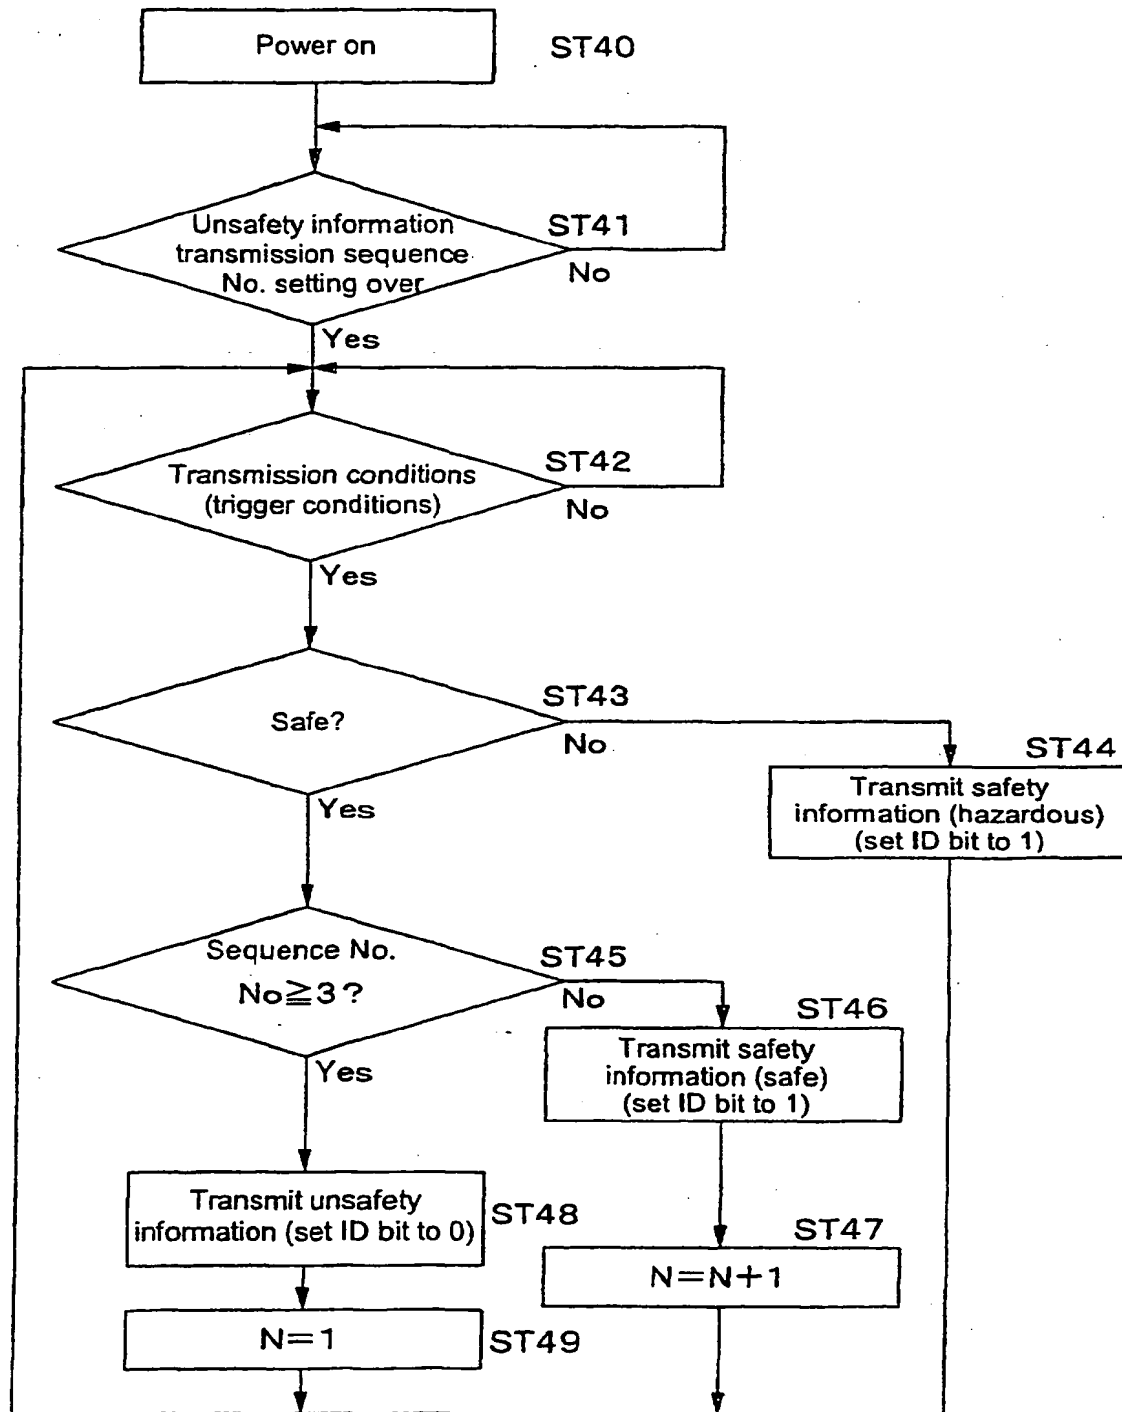 Power on
ST40
Unsafety information
transmission sequence
No. setting over
ST41
No
Yes
Transmission conditions
(trigger conditions)
ST42
No
Yes
Safe?
ST43
No
Yes
ST44
Transmit safety
information (hazardous)
(set ID bit to 1)
Sequence No.
No≧3?
ST45
No
Yes
ST46
Transmit safety
information (safe)
(set ID bit to 1)
Transmit unsafety
information (set ID bit to 0)
ST48
ST47
N=N+1
N=1
ST49